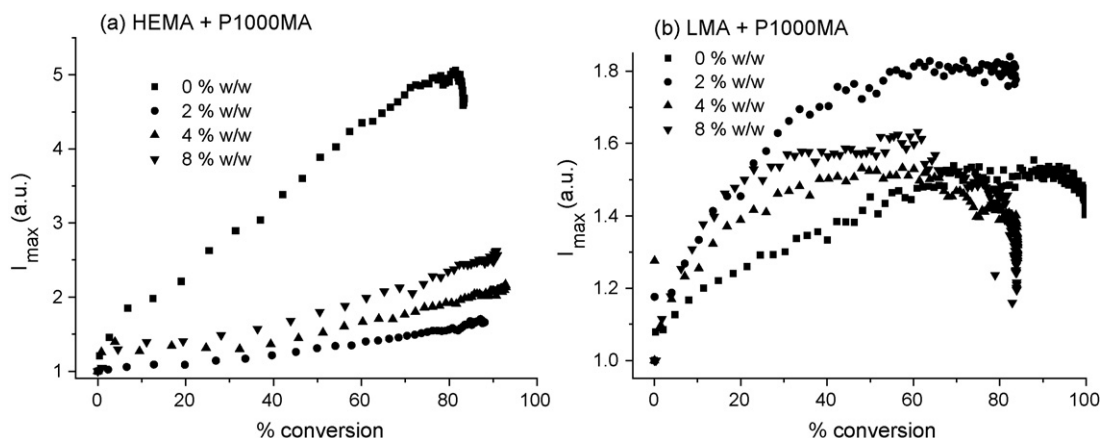 (a) HEMA + P1000MA
0 % w/w
2 % w/w
4 % w/w
8 % w/w
I_max (a.u.)
5
4
3
2
1
0 20 40 60 80 100
% conversion
(b) LMA + P1000MA
0 % w/w
2 % w/w
4 % w/w
8 % w/w
I_max (a.u.)
1.8
1.6
1.4
1.2
1.0
0 20 40 60 80 100
% conversion